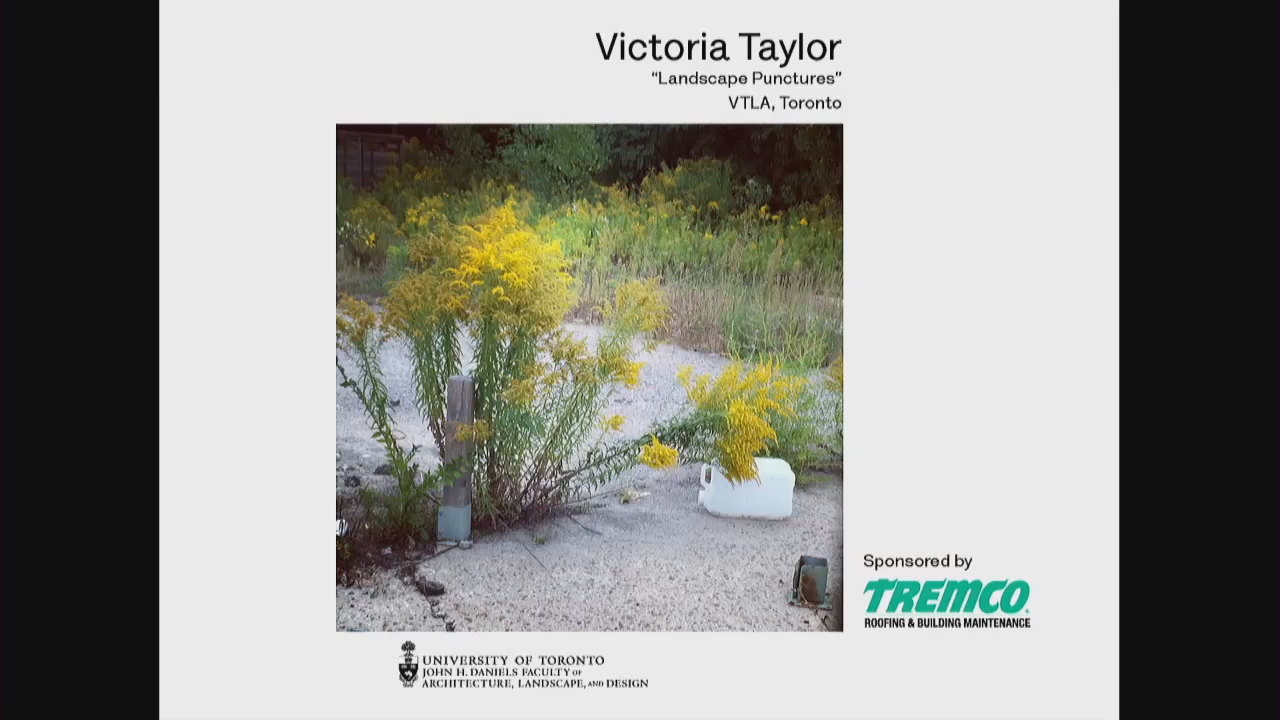 Victoria Taylor
“Landscape Punctures”
VTLA, Toronto
Sponsored by
TREMCO
ROOFING & BUILDING MAINTENANCE
UNIVERSITY OF TORONTO
JOHN H. DANIELS FACULTY OF
ARCHITECTURE, LANDSCAPE, AND DESIGN